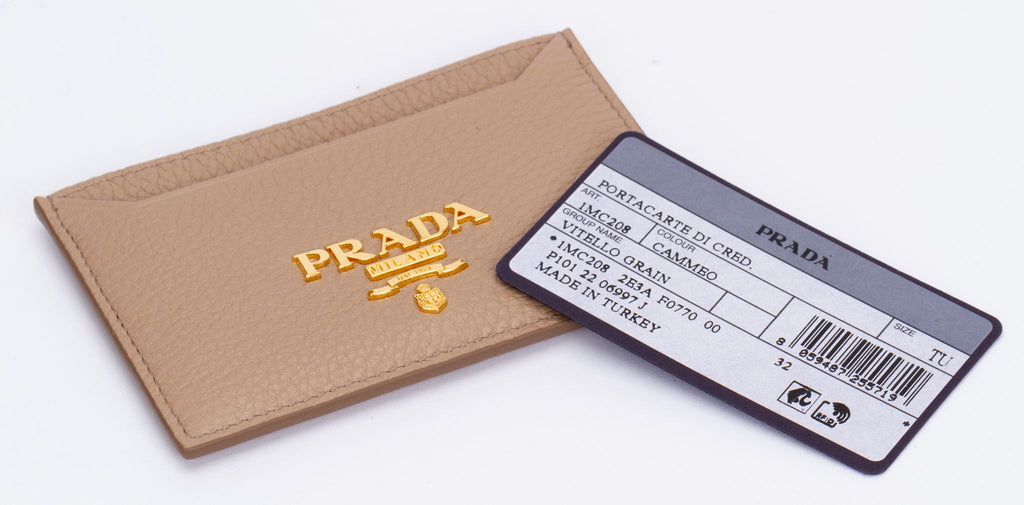 PRADA
MILANO
DAL 1913
PRADA
PORTACARTE DI CRED.
ART.
1MC208
COLOUR
CAMMEO
SIZE
TU
GROUP NAME
VITELLO GRAIN
*1MC208 2E3A F0770 00
P101 22 06997 J
MADE IN TURKEY
8 059487 255719
32
RFID
*